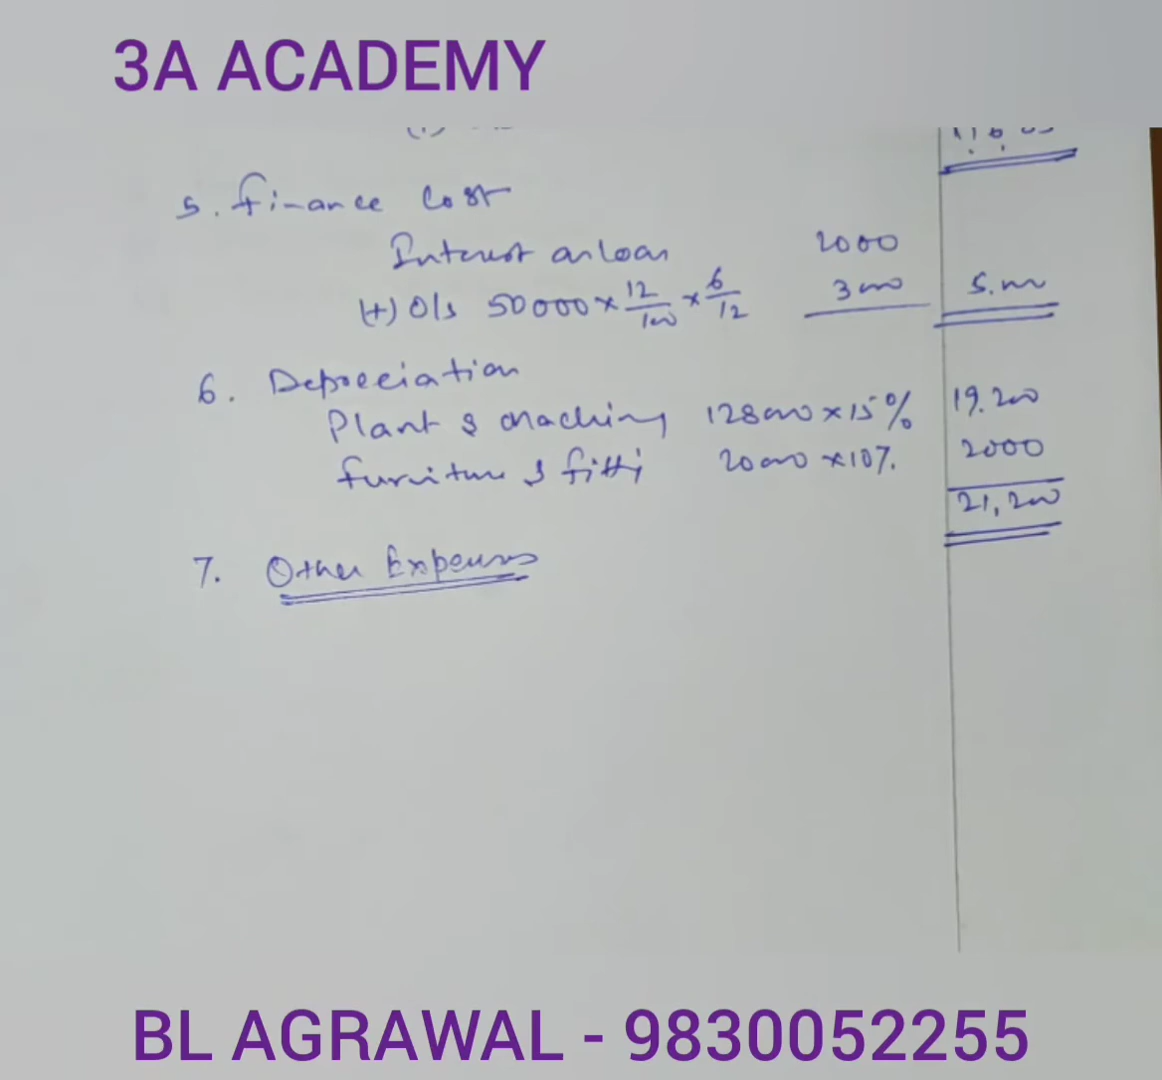 3A ACADEMY
5. Finance Cost
Interest on loan 2000
(+) O/s 50000 × 12/100 × 6/12 3000 5.000
6. Depreciation
Plant & Machinery 128000 × 15% 19.200
Furniture & fitti 20000 × 10%. 2000
21,200
7. Other Expenses
BL AGRAWAL - 9830052255